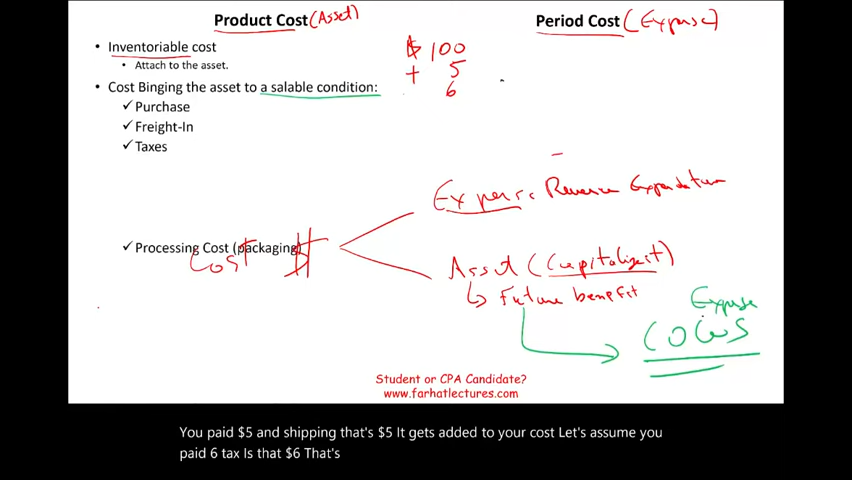 Product Cost (Asset)
Period Cost (Expense)
• Inventoriable cost
• Attach to the asset.
$ 100
+ 5
6
• Cost Binging the asset to a salable condition:
✓ Purchase
✓ Freight-In
✓ Taxes
Expense: Revenue Expenditure
✓ Processing Cost (packaging)
Cost $
Asset (Capitalized)
Future benefit
Expense
COGS
Student or CPA Candidate?
www.farhatlectures.com
You paid $5 and shipping that's $5 It gets added to your cost Let's assume you
paid 6 tax Is that $6 That's